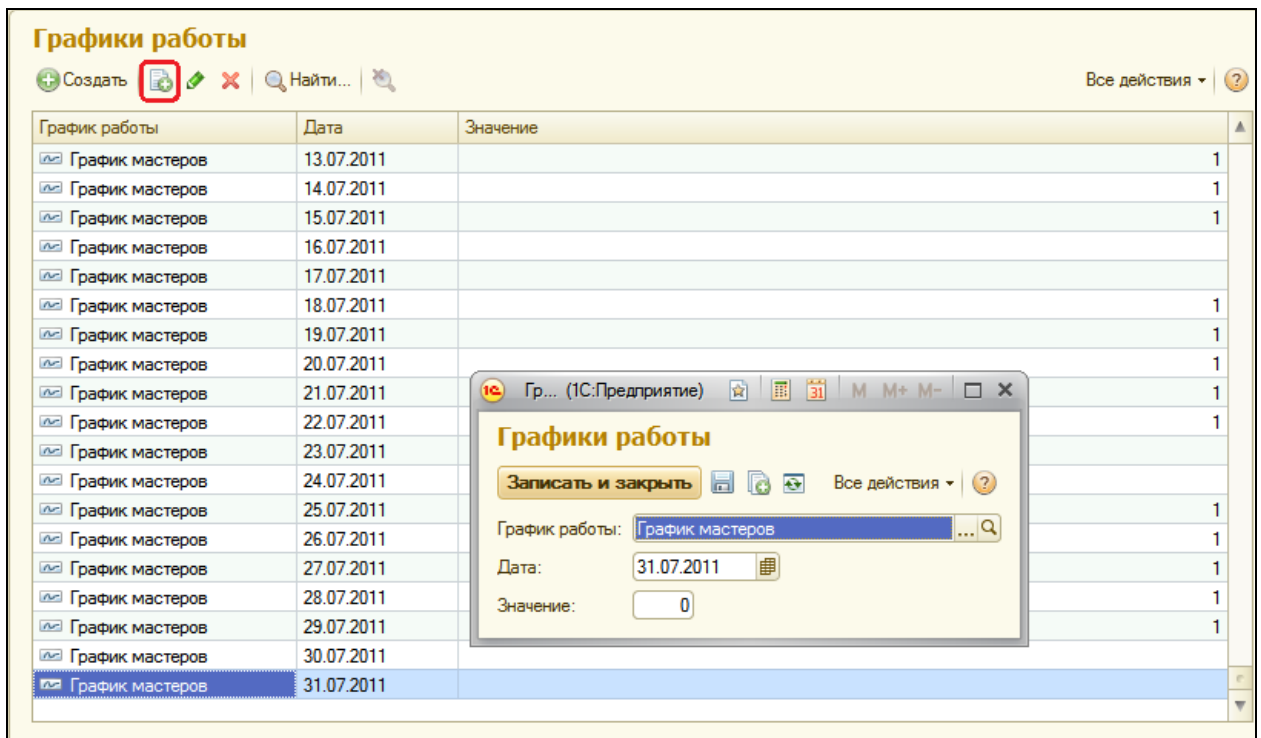 Графики работы
Создать Найти... Все действия ?
График работы Дата Значение
График мастеров 13.07.2011 1
График мастеров 14.07.2011 1
График мастеров 15.07.2011 1
График мастеров 16.07.2011
График мастеров 17.07.2011
График мастеров 18.07.2011 1
График мастеров 19.07.2011 1
График мастеров 20.07.2011 1
График мастеров 21.07.2011 1
График мастеров 22.07.2011 1
График мастеров 23.07.2011
График мастеров 24.07.2011
График мастеров 25.07.2011 1
График мастеров 26.07.2011 1
График мастеров 27.07.2011 1
График мастеров 28.07.2011 1
График мастеров 29.07.2011 1
График мастеров 30.07.2011
График мастеров 31.07.2011
1С Гр... (1С:Предприятие) 31 M M+ M-
Графики работы
Записать и закрыть Все действия ?
График работы: График мастеров ...
Дата: 31.07.2011
Значение: 0